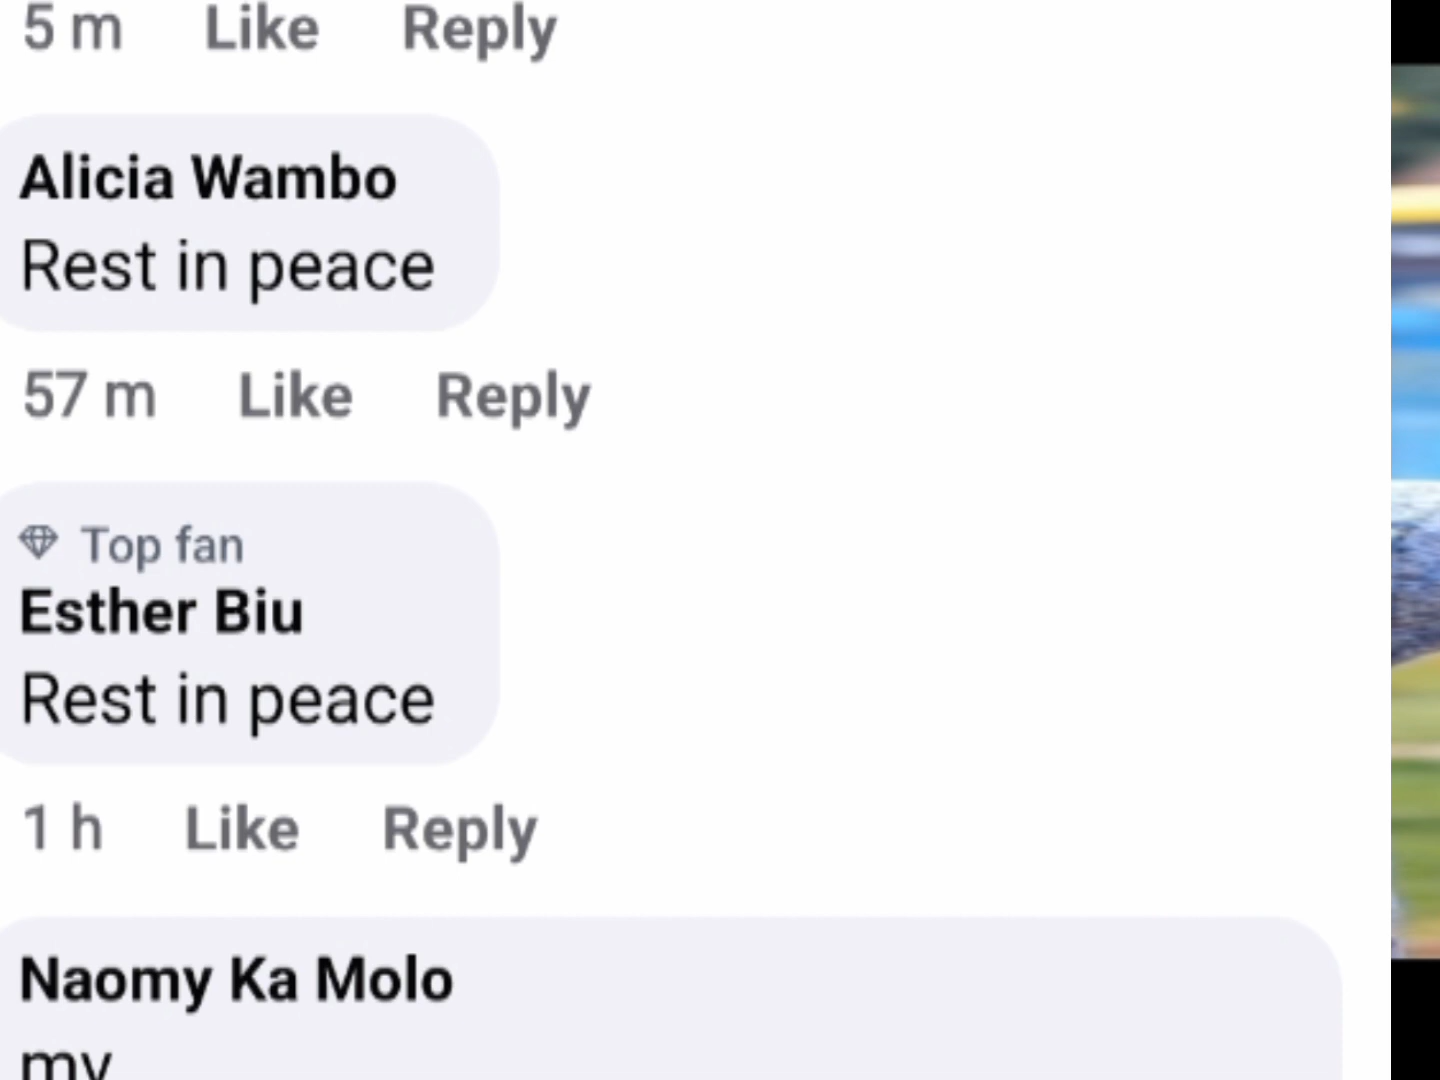 5 m Like Reply
Alicia Wambo
Rest in peace
57 m Like Reply
Top fan
Esther Biu
Rest in peace
1 h Like Reply
Naomy Ka Molo
my